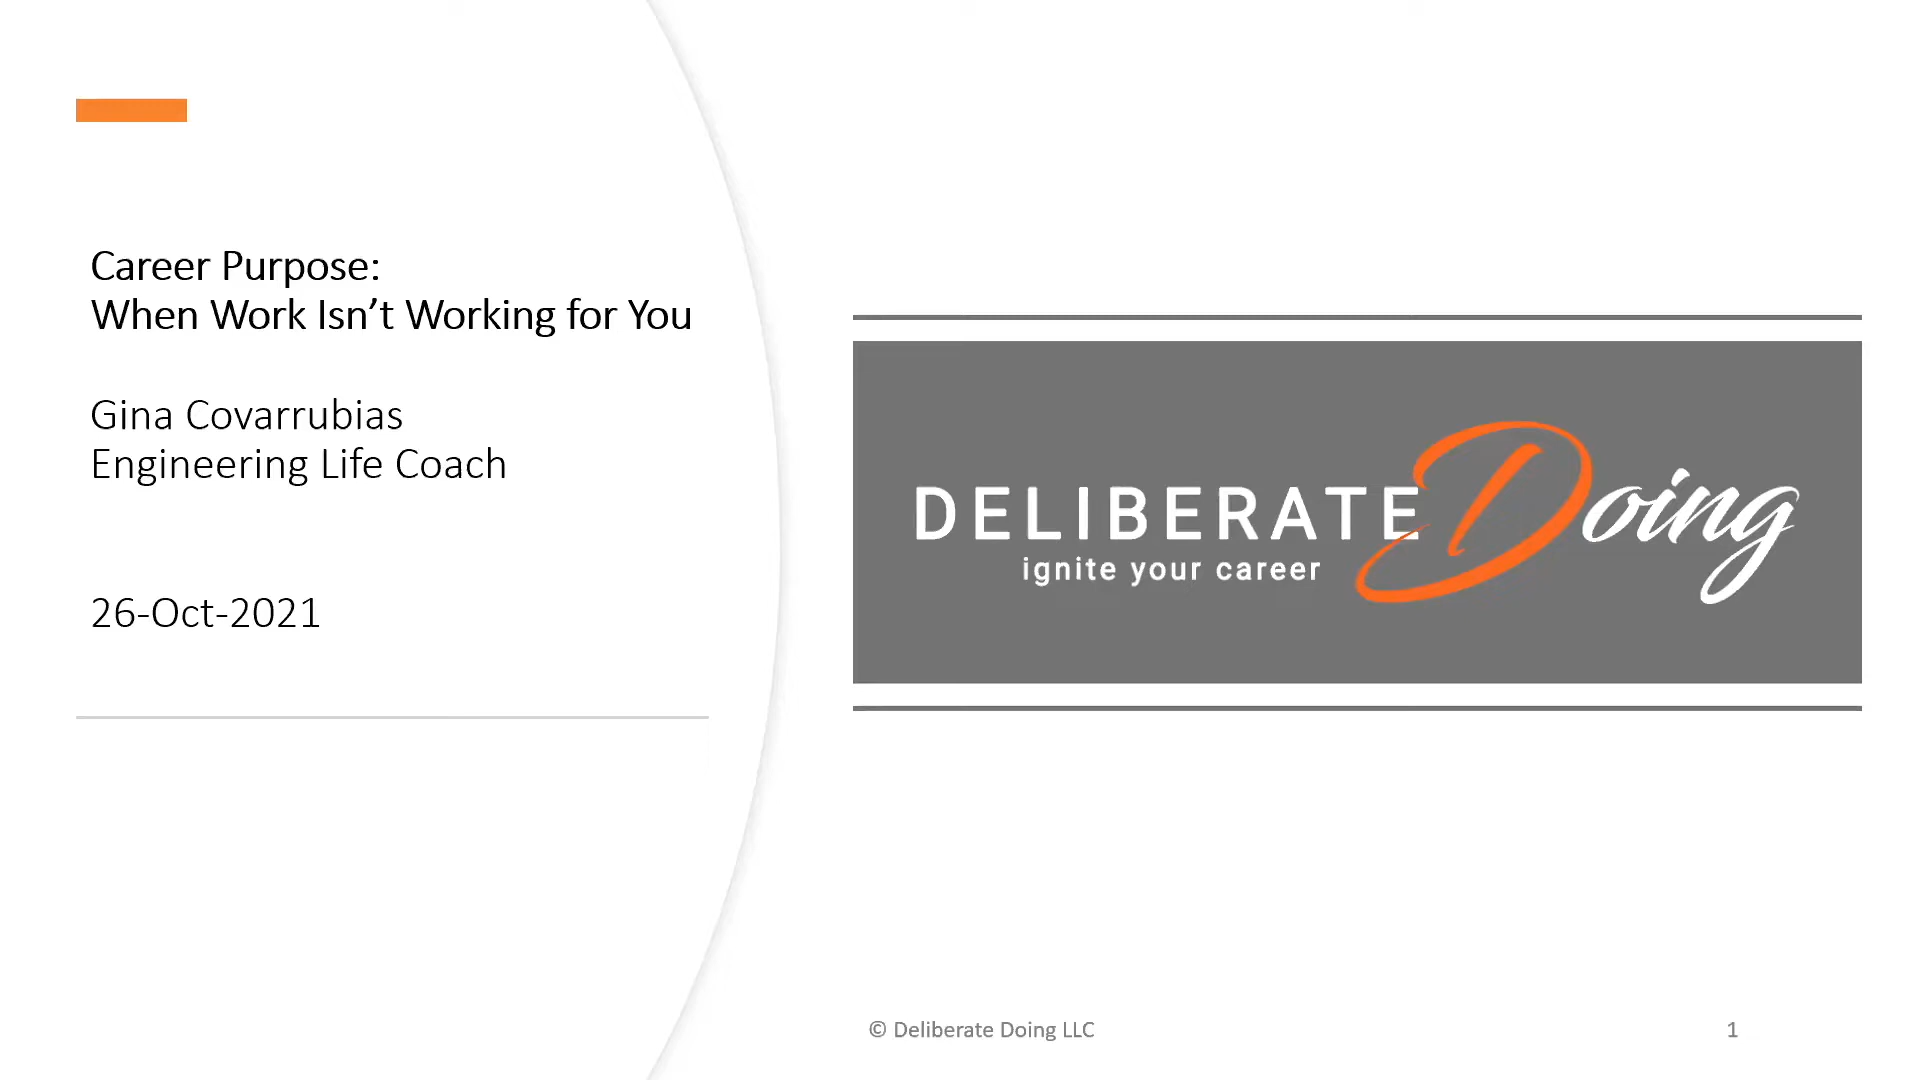 Career Purpose:
When Work Isn’t Working for You
Gina Covarrubias
Engineering Life Coach
26-Oct-2021
DELIBERATE Doing
ignite your career
© Deliberate Doing LLC
1